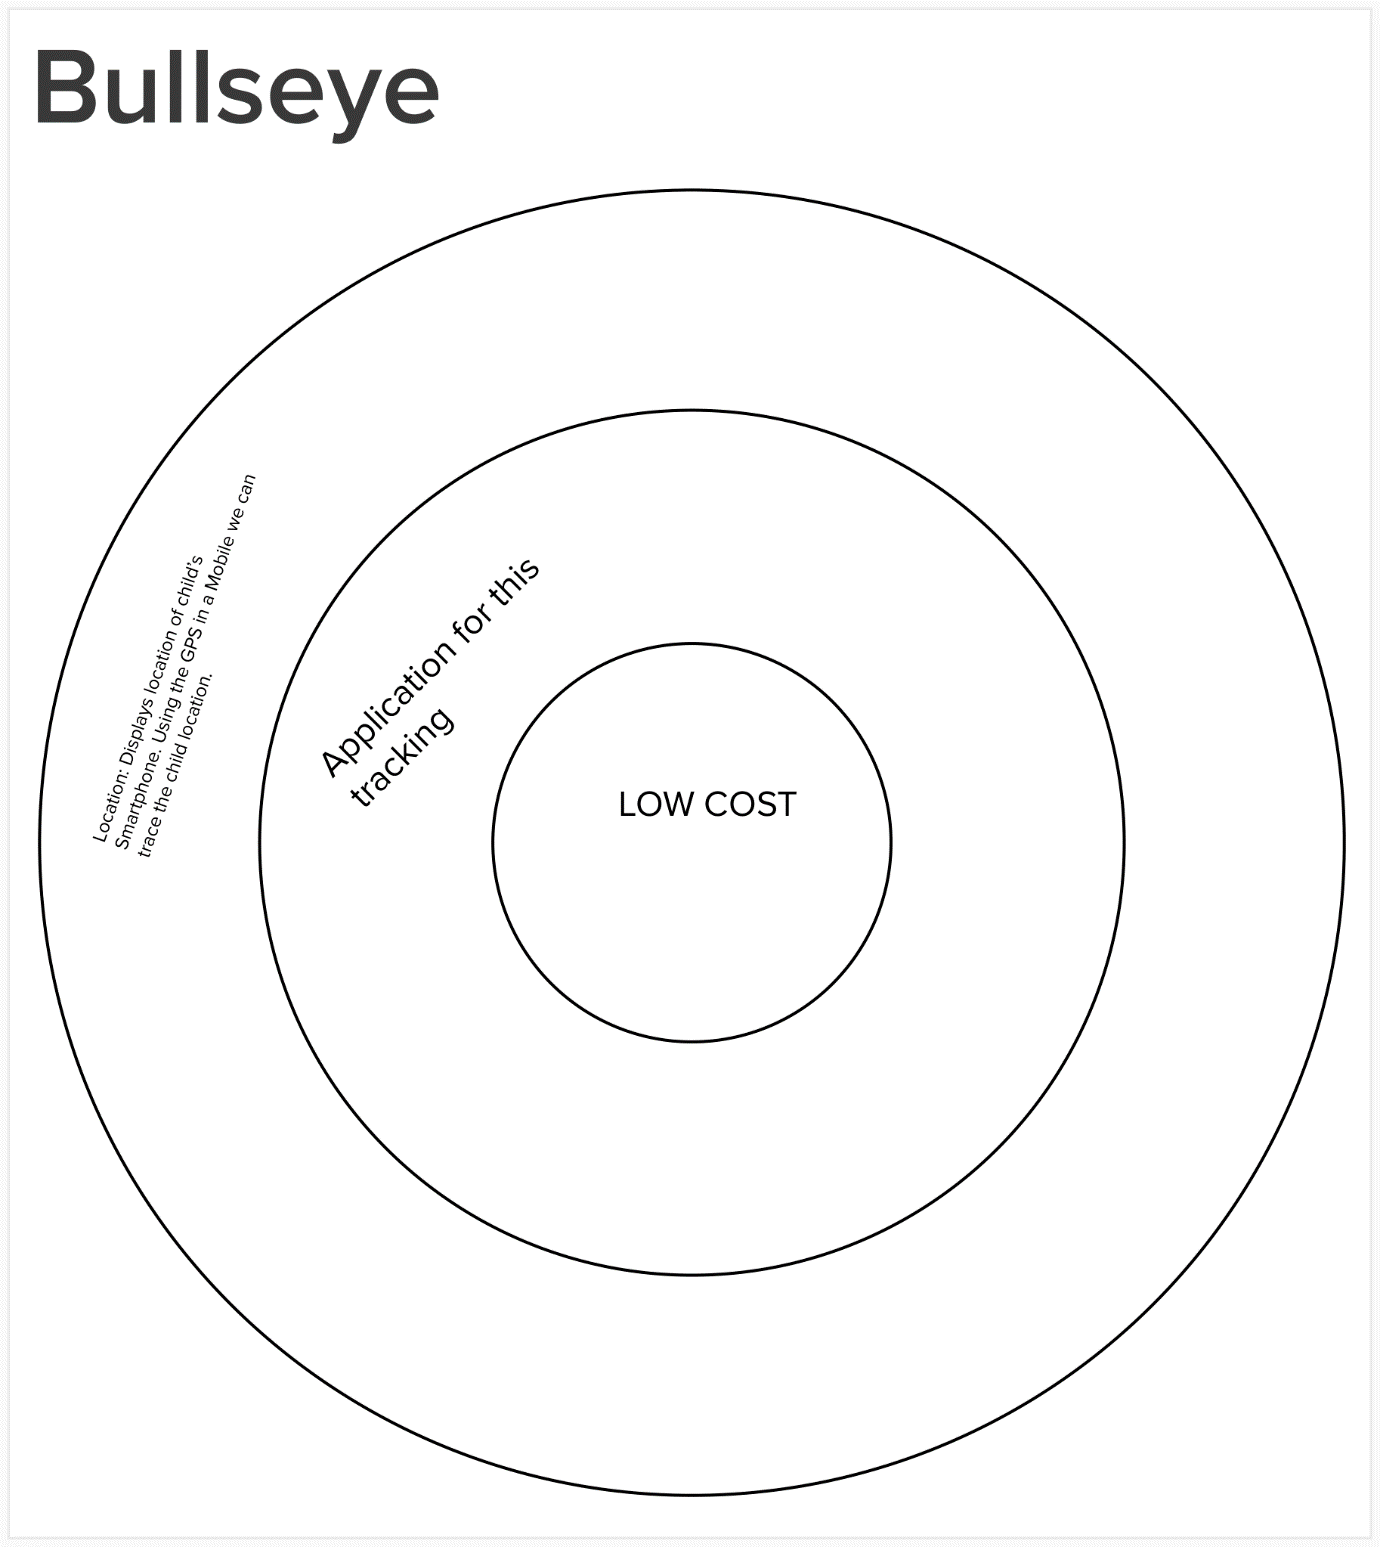 Bullseye
Location: Displays location of child's
Smartphone. Using the GPS in a Mobile we can
trace the child location.
Application for this
tracking
LOW COST